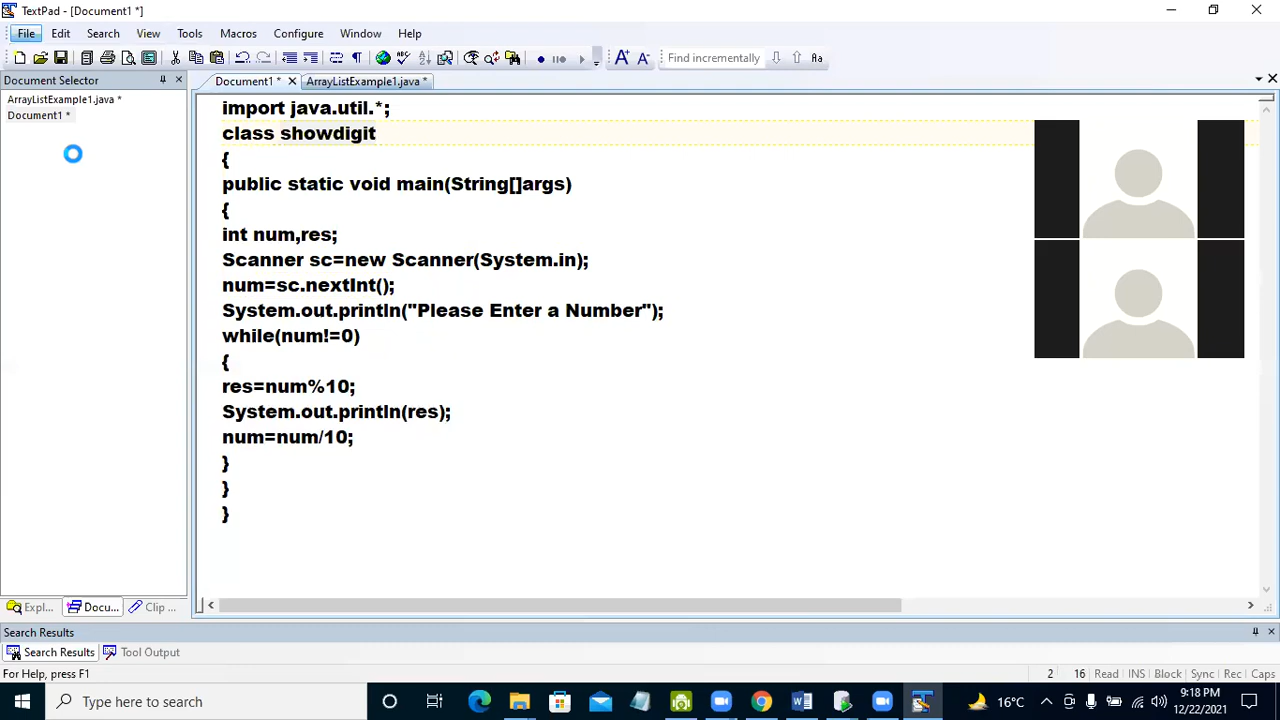 TextPad - [Document1 *]
File Edit Search View Tools Macros Configure Window Help
Find incrementally Aa
Document Selector
Document1 * ArrayListExample1.java *
ArrayListExample1.java *
Document1 *
import java.util.*;
class showdigit
{
public static void main(String[]args)
{
int num,res;
Scanner sc=new Scanner(System.in);
num=sc.nextInt();
System.out.println("Please Enter a Number");
while(num!=0)
{
res=num%10;
System.out.println(res);
num=num/10;
}
}
}
Expl... Docu... Clip ...
Search Results
Search Results Tool Output
For Help, press F1 2 16 Read INS Block Sync Rec Caps
Type here to search 16°C 9:18 PM
12/22/2021